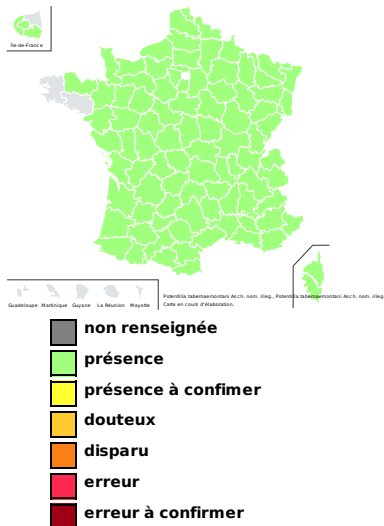 Île-de-France
Guadeloupe Martinique Guyane La Réunion Mayotte
Potentilla tabernaemontani Asch. nom. illeg., Potentilla tabernaemontani Asch. nom. illeg.
Carte en cours d'élaboration.
non renseignée
présence
présence à confimer
douteux
disparu
erreur
erreur à confirmer